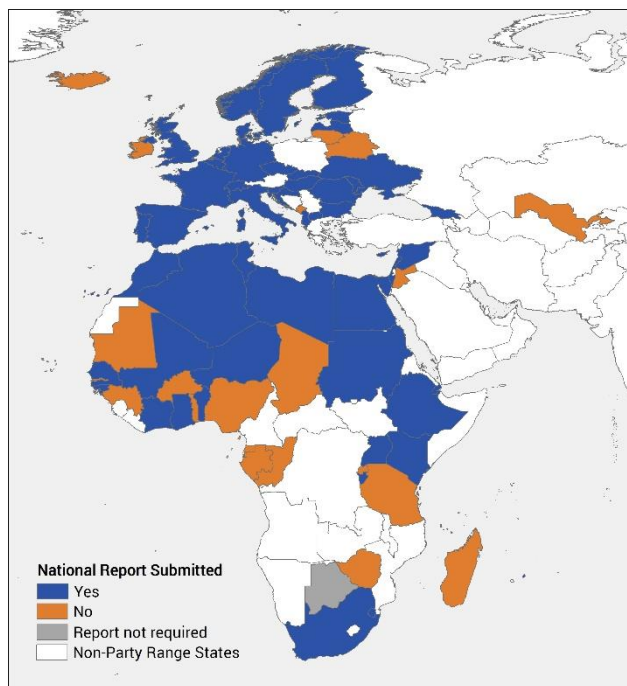 National Report Submitted
Yes
No
Report not required
Non-Party Range States